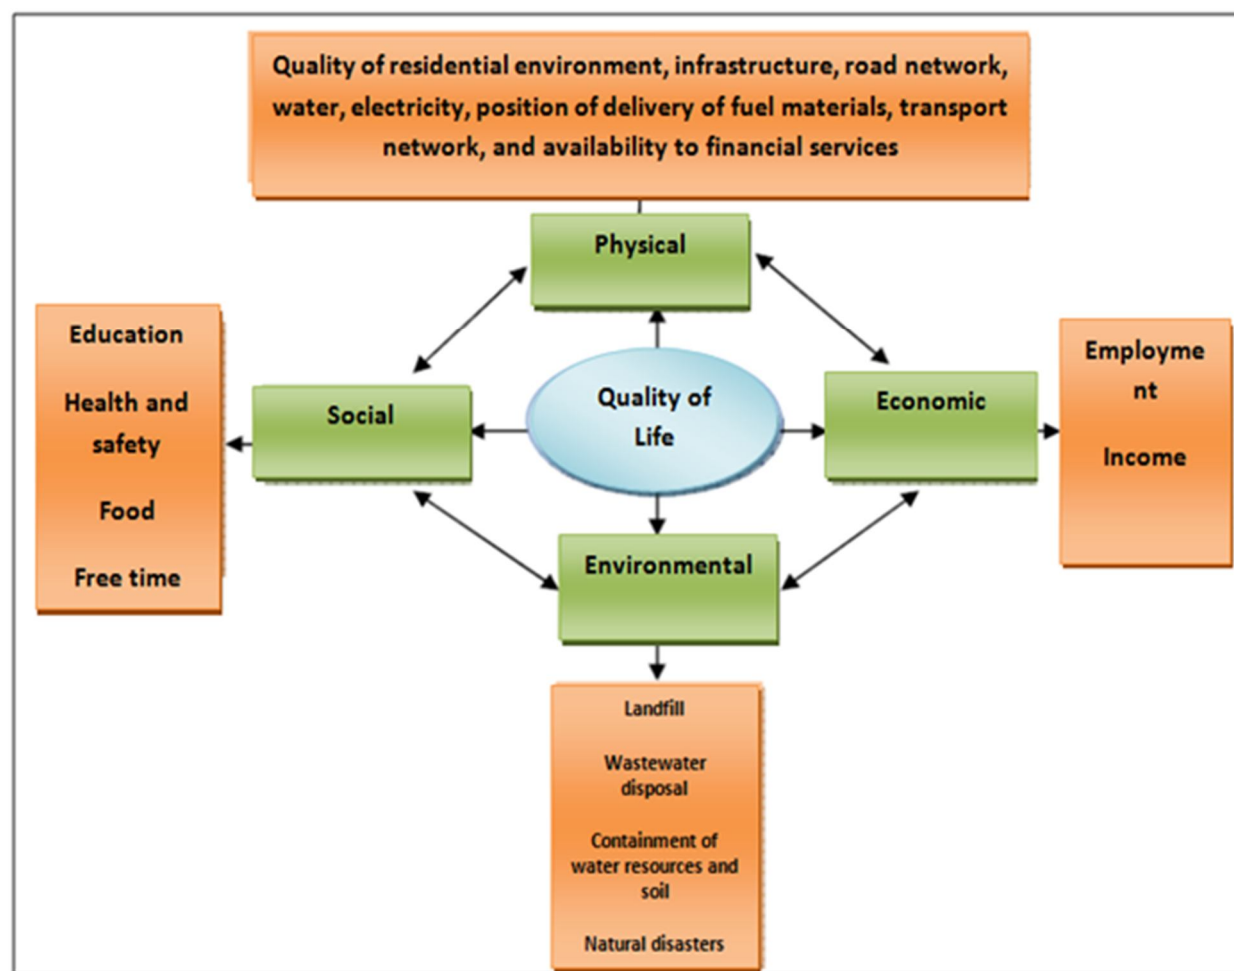 Quality of residential environment, infrastructure, road network,
water, electricity, position of delivery of fuel materials, transport
network, and availability to financial services
Physical
Education
Health and
safety
Food
Free time
Social
Quality of
Life
Economic
Employme
nt
Income
Environmental
Landfill
Wastewater
disposal
Containment of
water resources and
soil
Natural disasters